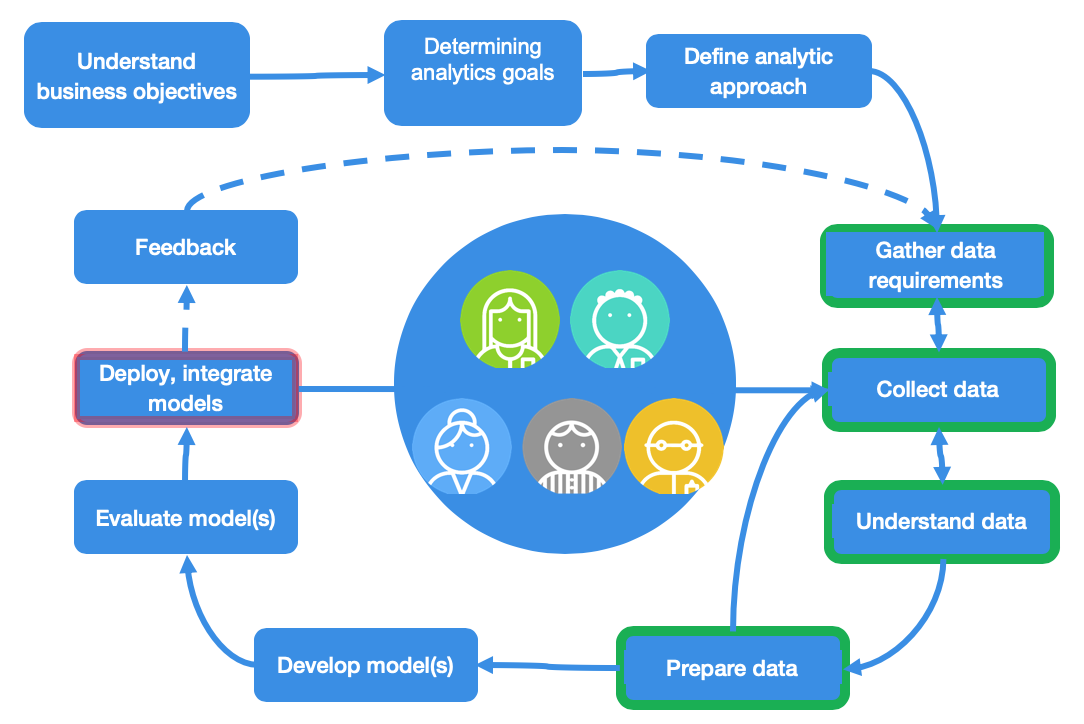 Understand
business objectives
Determining
analytics goals
Define analytic
approach
Feedback
Gather data
requirements
Deploy, integrate
models
Collect data
Evaluate model(s)
Understand data
Develop model(s)
Prepare data